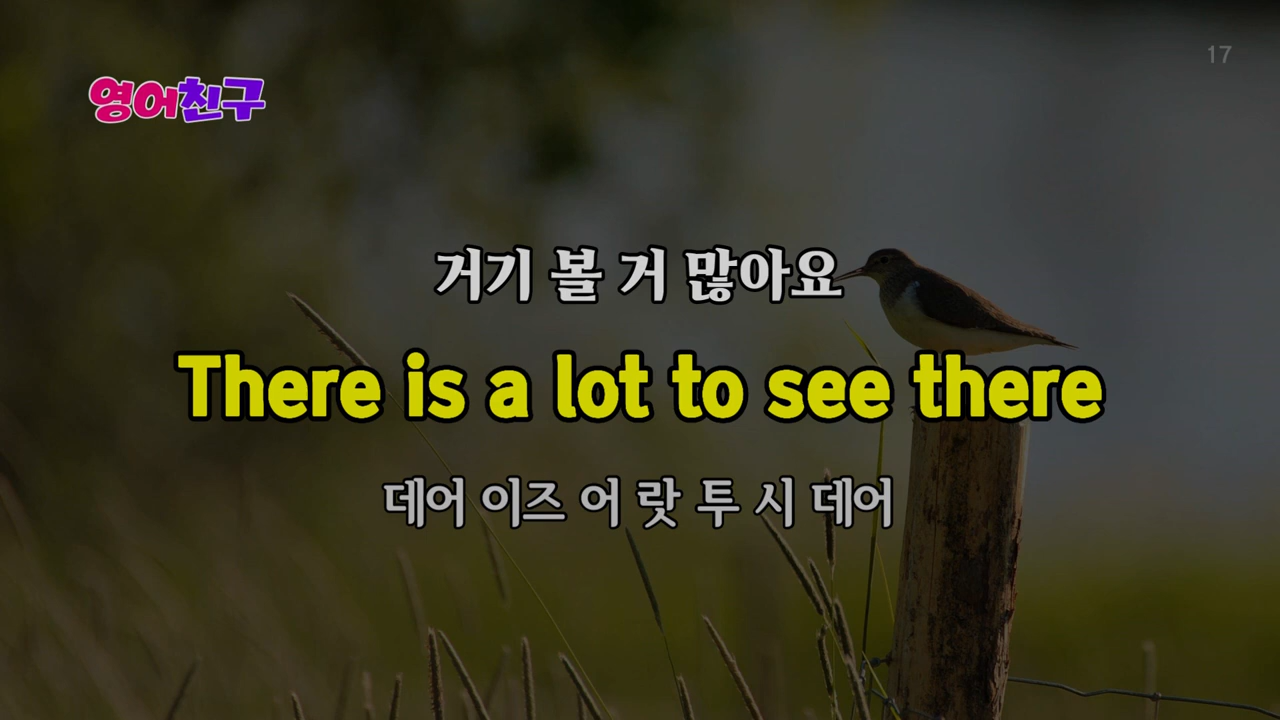 17
영어친구
거기 볼 거 많아요
There is a lot to see there
데어 이즈 어 랏 투 시 데어